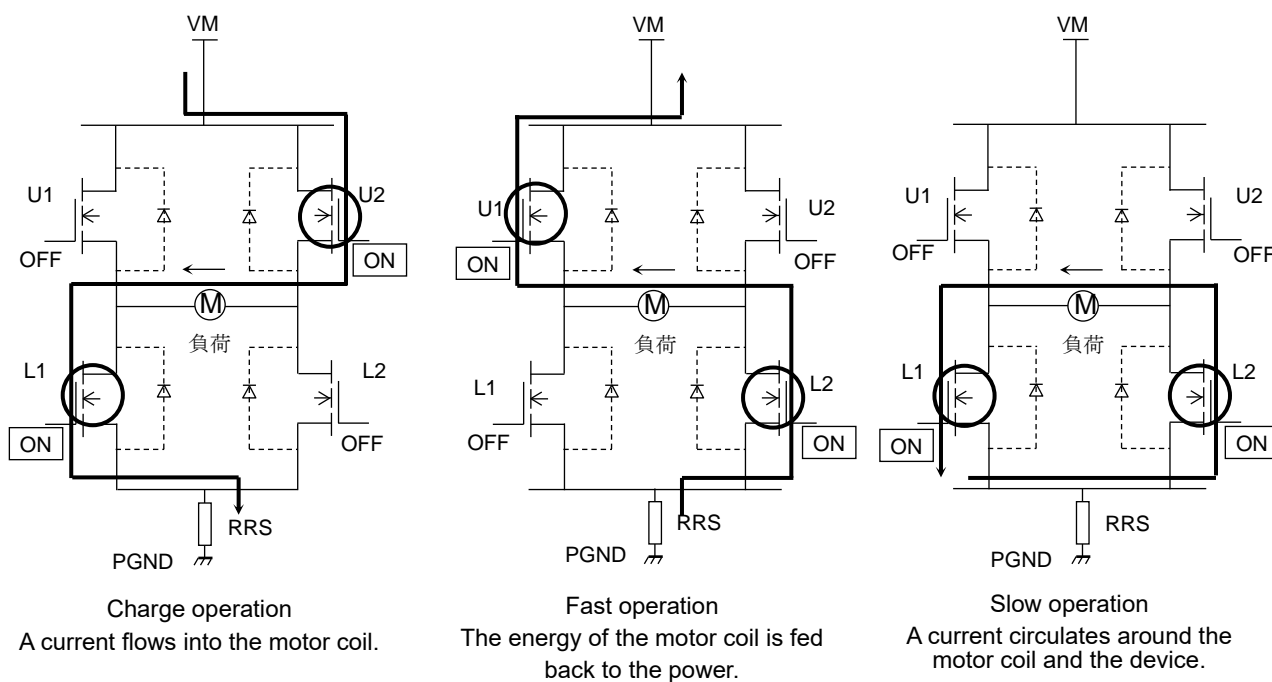 VM
U1
U2
OFF
ON
M
負荷
L1
L2
ON
OFF
RRS
PGND
Charge operation
A current flows into the motor coil.
VM
U1
U2
ON
OFF
M
負荷
L1
L2
OFF
ON
RRS
PGND
Fast operation
The energy of the motor coil is fed
back to the power.
VM
U1
U2
OFF
OFF
M
負荷
L1
L2
ON
ON
RRS
PGND
Slow operation
A current circulates around the
motor coil and the device.